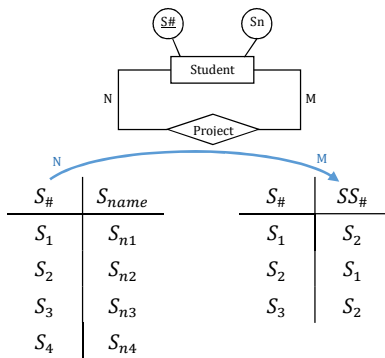 S# Sn
Student
N M
Project
N M
S# Sname S# SS#
S1 Sn1 S1 S2
S2 Sn2 S2 S1
S3 Sn3 S3 S2
S4 Sn4